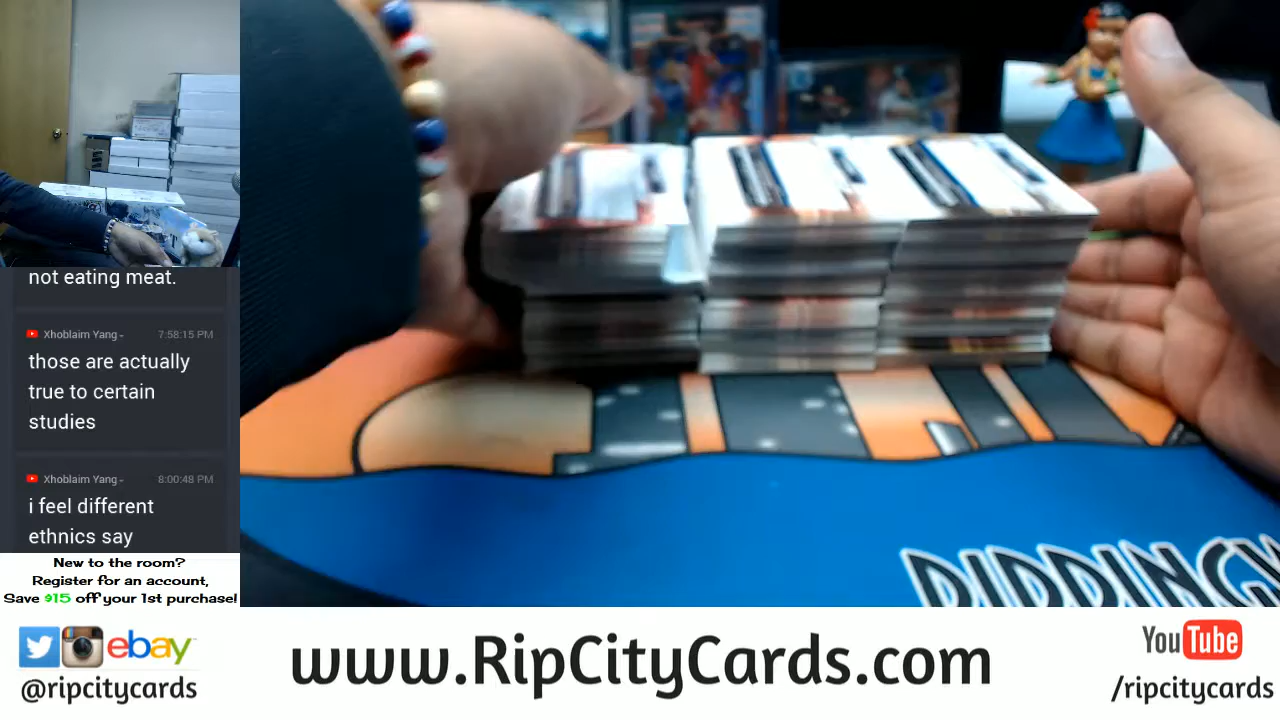 not eating meat.
Xhoblaim Yang 7:58:15 PM
those are actually
true to certain
studies
Xhoblaim Yang 8:00:48 PM
i feel different
ethnics say
New to the room?
Register for an account,
Save $15 off your 1st purchase!
ebay
@ripcitycards
www.RipCityCards.com
YouTube
/ripcitycards